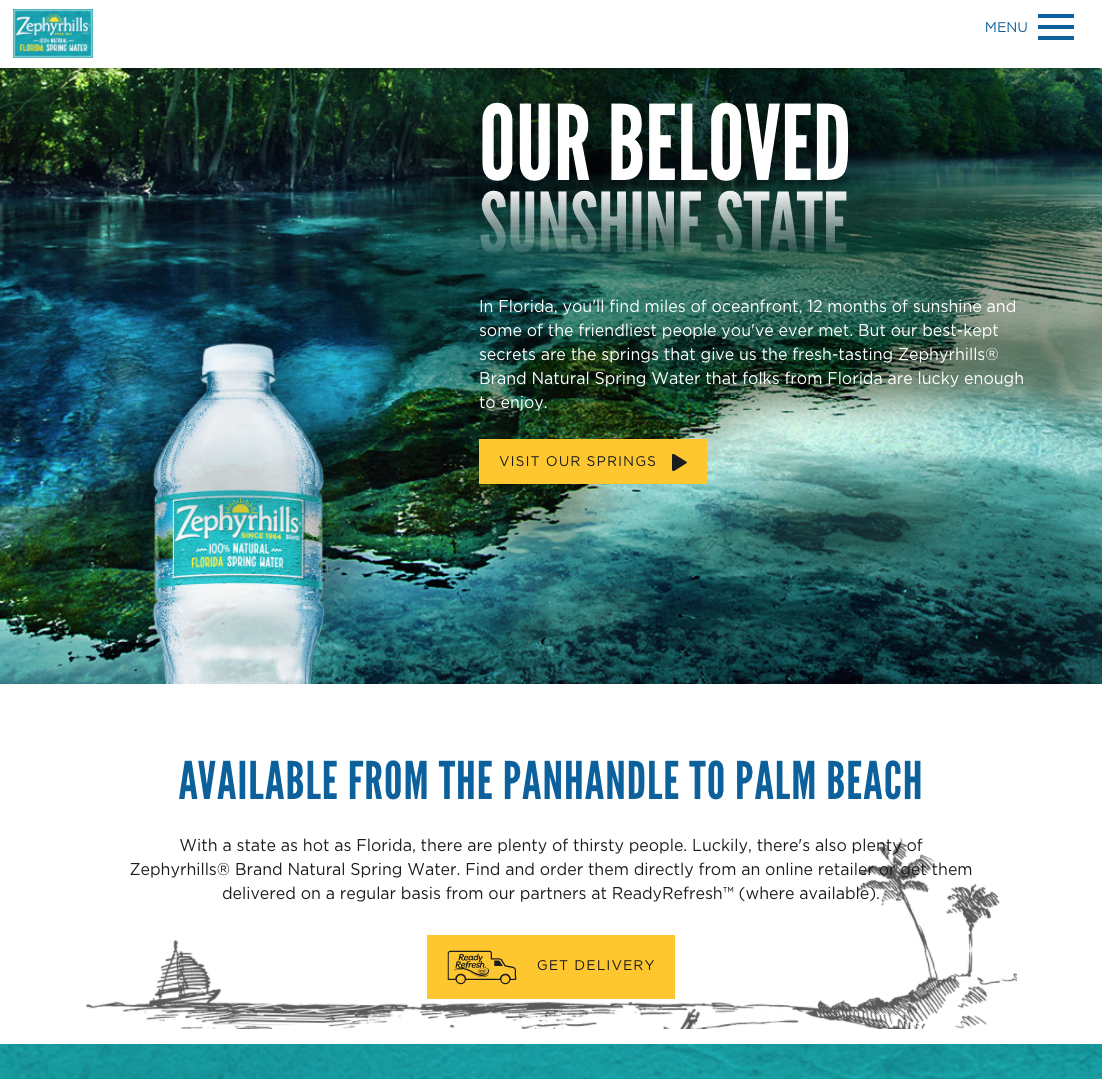 Zephyrhills
100% NATURAL
FLORIDA SPRING WATER
MENU
OUR BELOVED
SUNSHINE STATE
In Florida, you'll find miles of oceanfront, 12 months of sunshine and
some of the friendliest people you've ever met. But our best-kept
secrets are the springs that give us the fresh-tasting Zephyrhills®
Brand Natural Spring Water that folks from Florida are lucky enough
to enjoy.
VISIT OUR SPRINGS
Zephyrhills®
SINCE 1964 Brand
100% NATURAL
FLORIDA SPRING WATER
AVAILABLE FROM THE PANHANDLE TO PALM BEACH
With a state as hot as Florida, there are plenty of thirsty people. Luckily, there's also plenty of
Zephyrhills® Brand Natural Spring Water. Find and order them directly from an online retailer or get them
delivered on a regular basis from our partners at ReadyRefresh™ (where available).
Ready
Refresh
GET DELIVERY